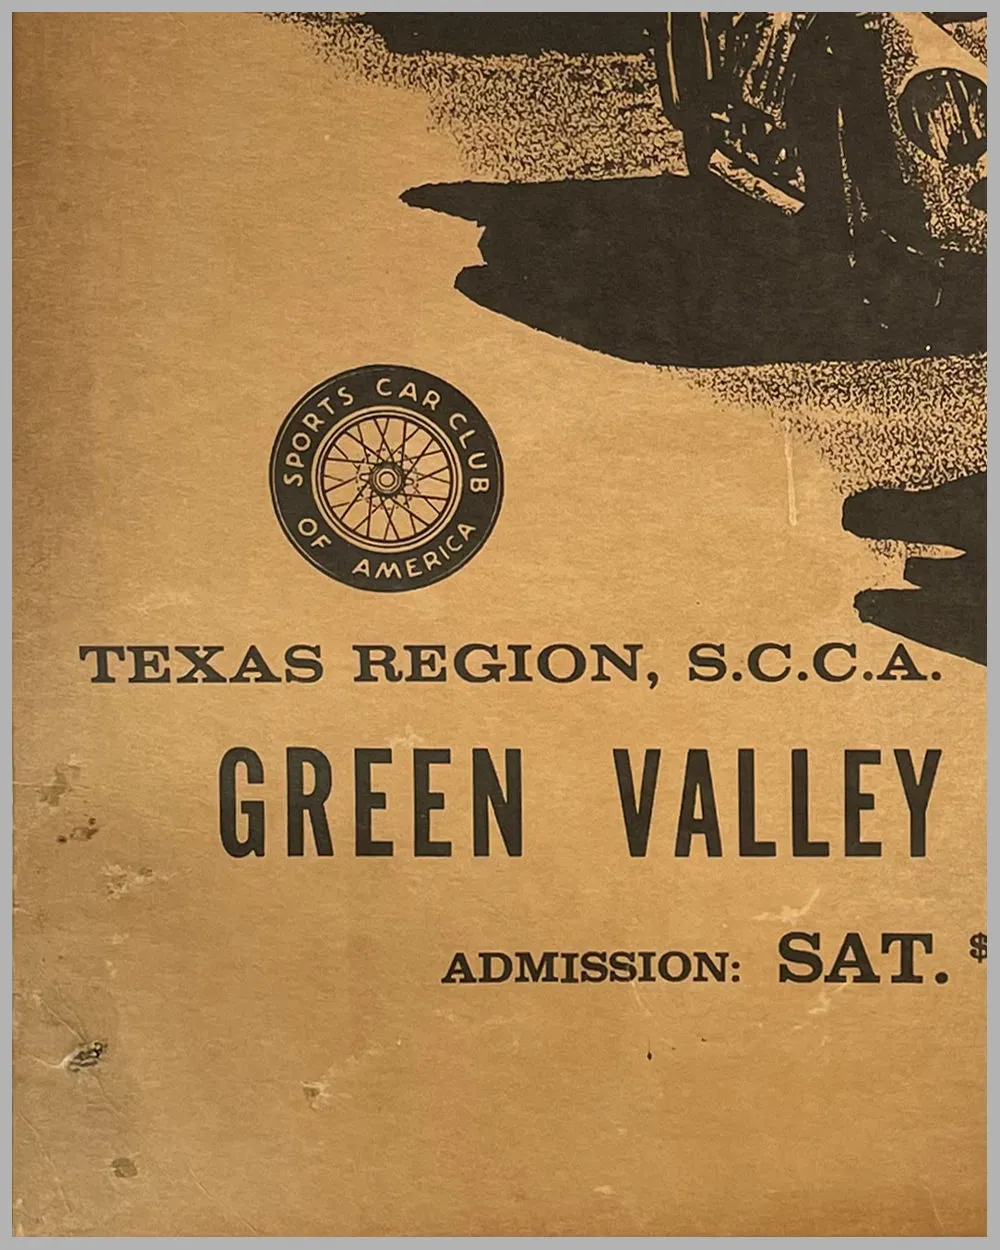 SPORTS CAR CLUB
OF AMERICA
TEXAS REGION, S.C.C.A.
GREEN VALLEY
ADMISSION: SAT. $